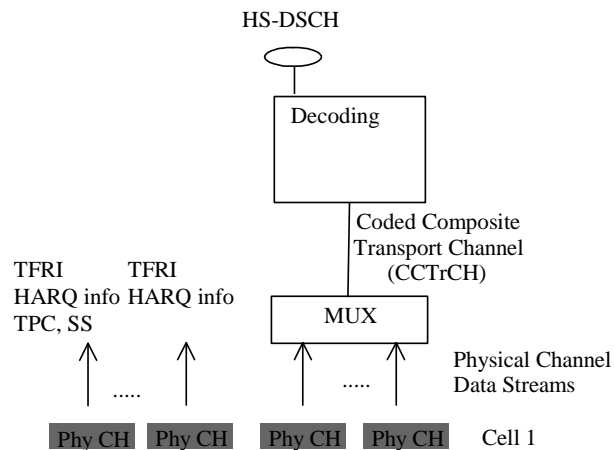 HS-DSCH
Decoding
Coded Composite
Transport Channel
(CCTrCH)
TFRI
HARQ info
TPC, SS
TFRI
HARQ info
MUX
Physical Channel
Data Streams
.....
.....
Phy CH
Phy CH
Phy CH
Phy CH
Cell 1